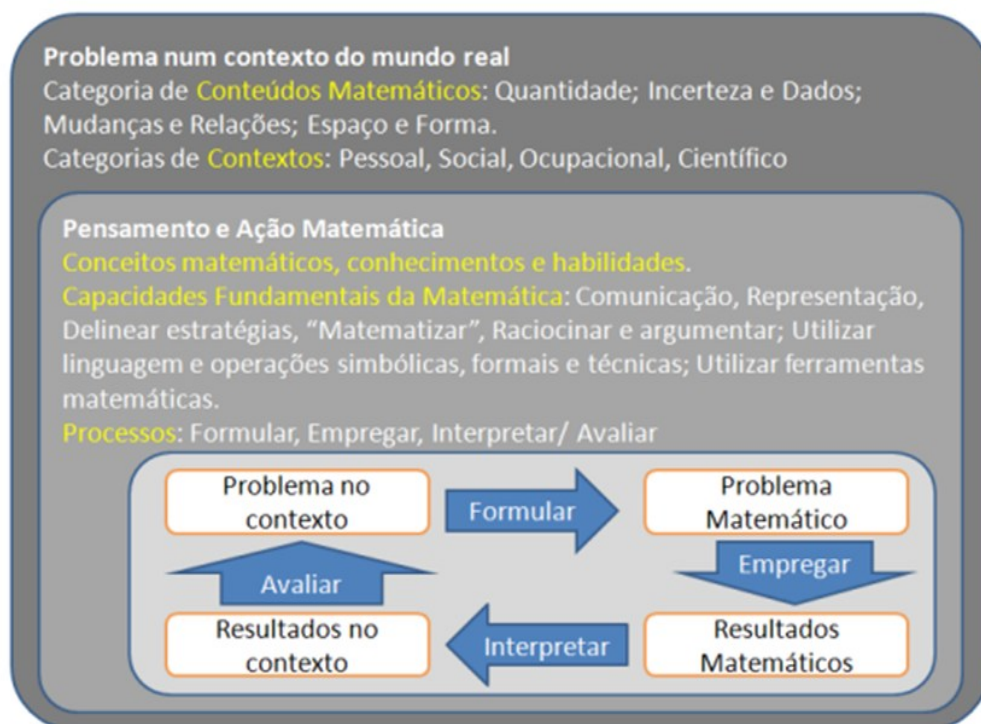 Problema num contexto do mundo real
Categoria de Conteúdos Matemáticos: Quantidade; Incerteza e Dados;
Mudanças e Relações; Espaço e Forma.
Categorias de Contextos: Pessoal, Social, Ocupacional, Científico
Pensamento e Ação Matemática
Conceitos matemáticos, conhecimentos e habilidades.
Capacidades Fundamentais da Matemática: Comunicação, Representação,
Delinear estratégias, “Matematizar”, Raciocinar e argumentar; Utilizar
linguagem e operações simbólicas, formais e técnicas; Utilizar ferramentas
matemáticas.
Processos: Formular, Empregar, Interpretar/ Avaliar
Problema no
contexto
Formular
Problema
Matemático
Empregar
Avaliar
Resultados no
contexto
Interpretar
Resultados
Matemáticos